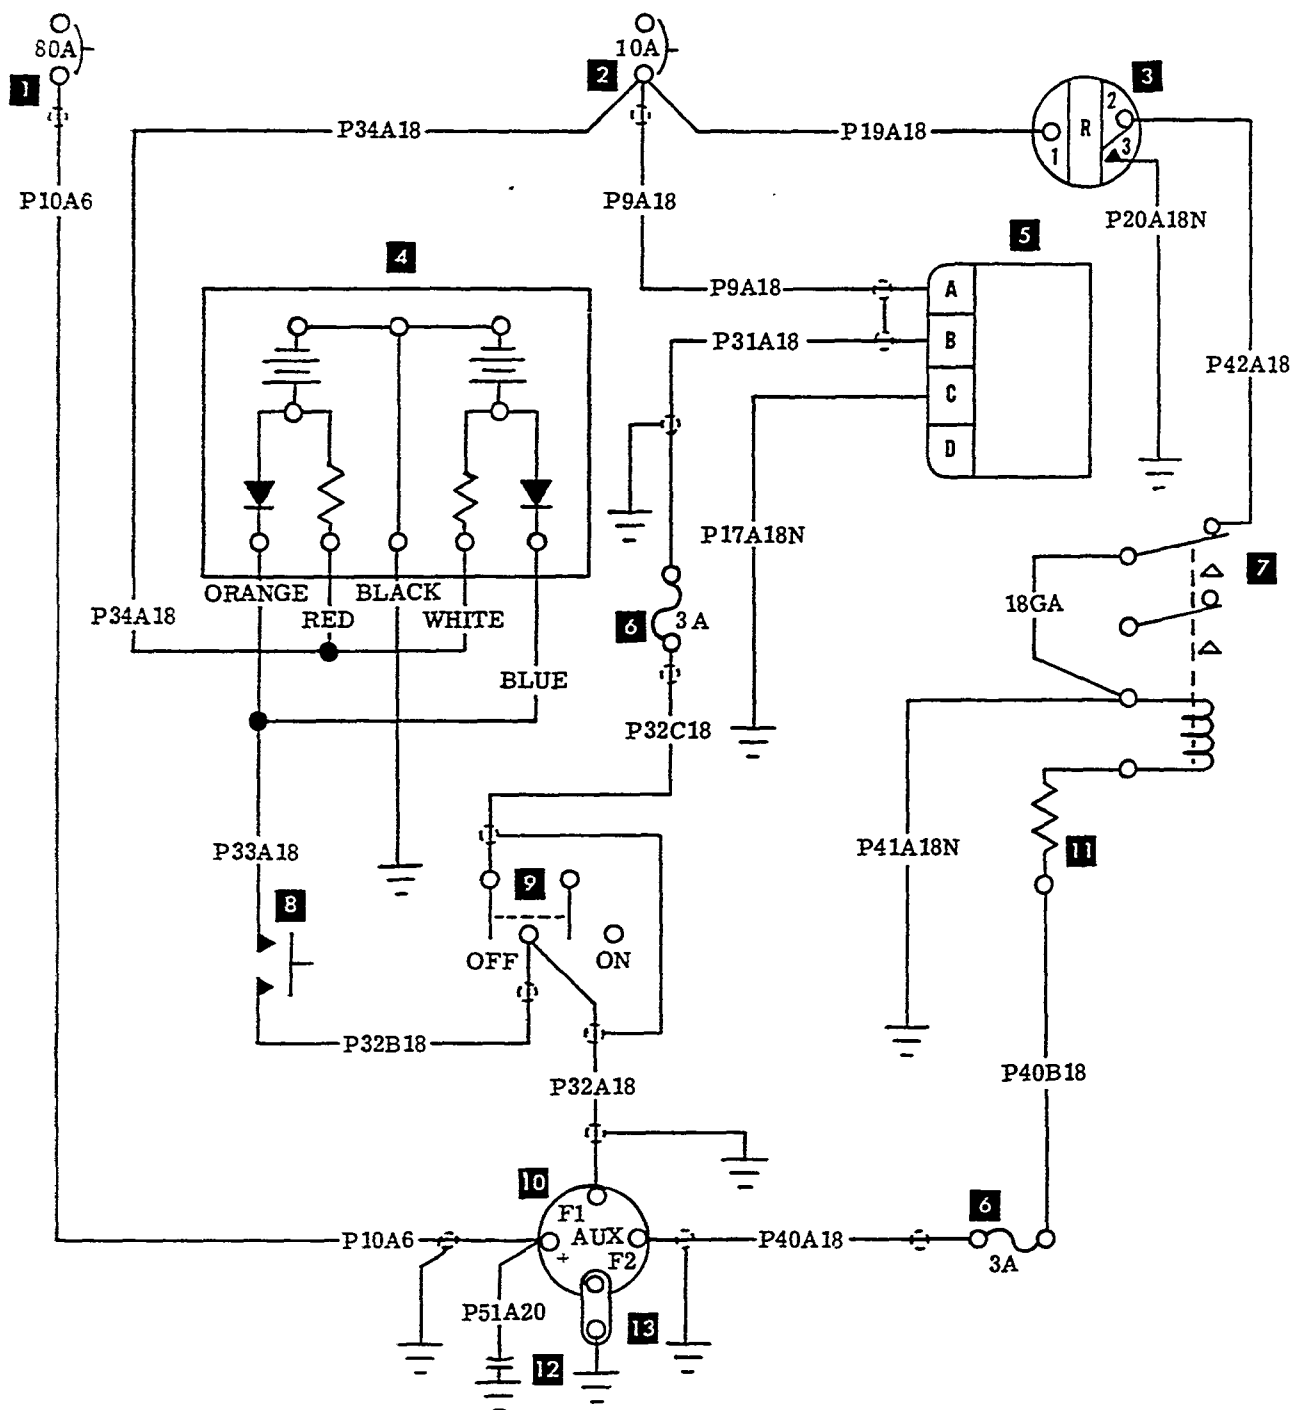 80A
10A
1
2
3
P34A18
P19A18
1
R
2
3
P10A6
P9A18
P20A18N
4
5
P9A18
A
P31A18
B
C
D
P42A18
P17A18N
7
18GA
ORANGE
BLACK
RED
WHITE
P34A18
6
3A
BLUE
P32C18
P33A18
P41A18N
11
8
9
OFF
ON
P32B18
P32A18
P40B18
10
F1
AUX
+
F2
P10A6
P40A18
6
3A
P51A20
13
12